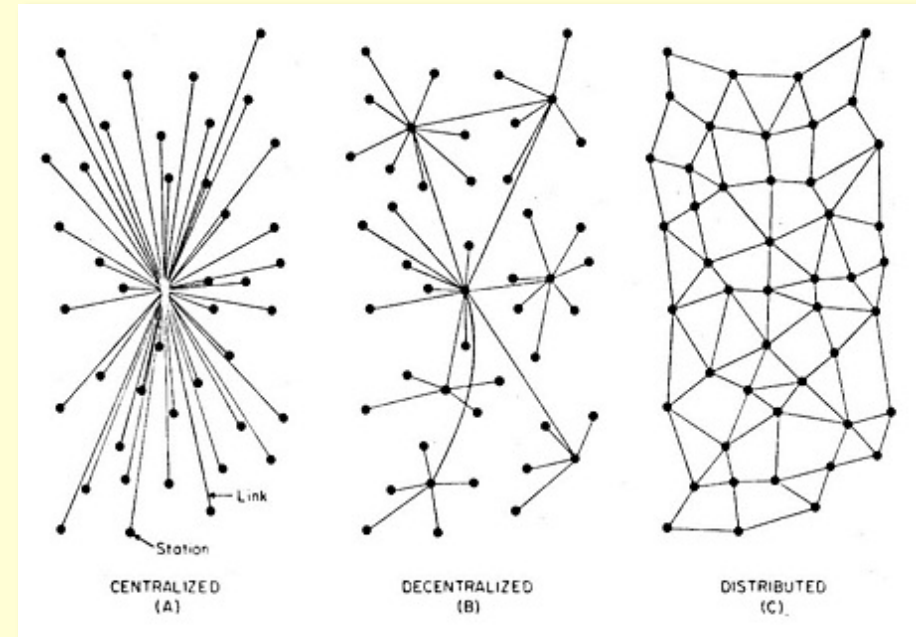 Link
Station
CENTRALIZED
(A)
DECENTRALIZED
(B)
DISTRIBUTED
(C)